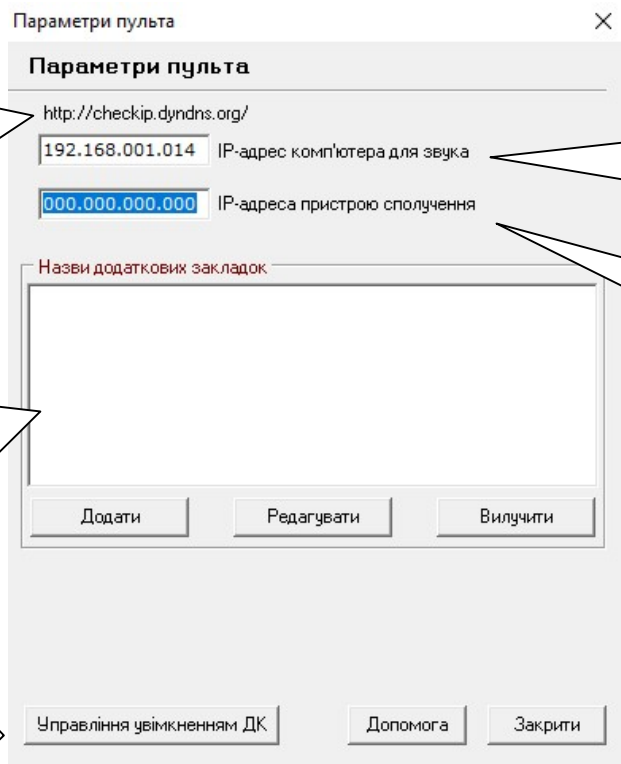 Параметри пульта
Параметри пульта
http://checkip.dyndns.org/
192.168.001.014 IP-адрес комп'ютера для звука
000.000.000.000 IP-адреса пристрою сполучення
Назви додаткових закладок
Додати Редагувати Вилучити
Управління увімкненням ДК Допомога Закрити